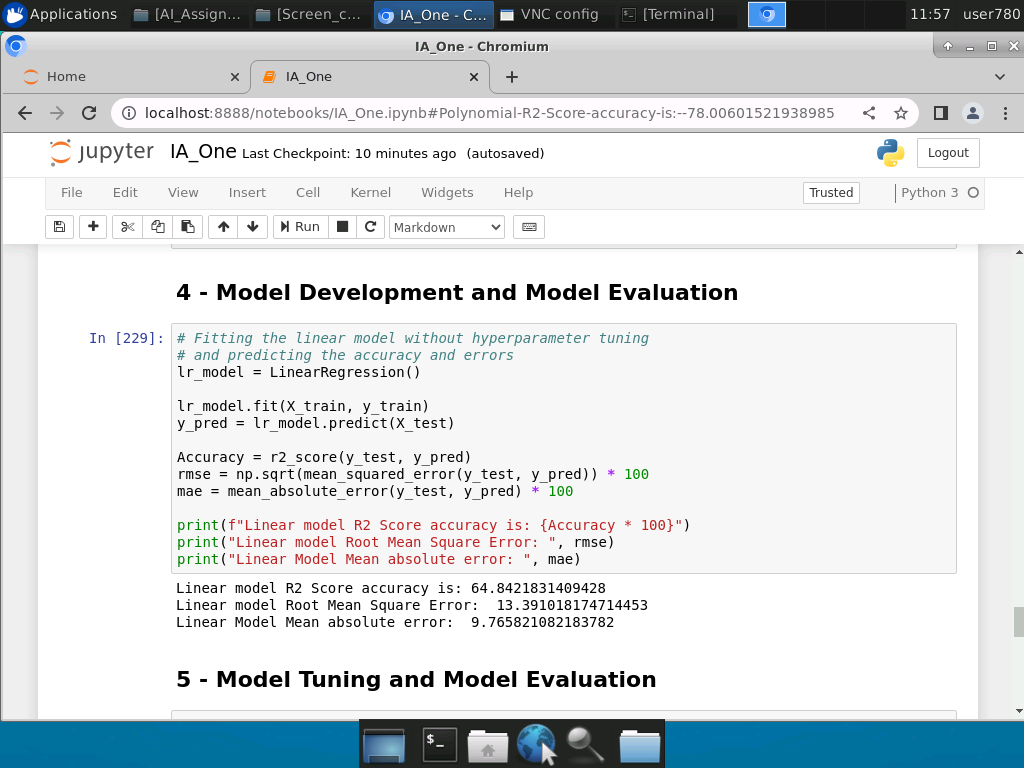 Applications [AI_Assign... [Screen_c... IA_One - C... VNC config [Terminal] 11:57 user780
IA_One - Chromium
Home IA_One
localhost:8888/notebooks/IA_One.ipynb#Polynomial-R2-Score-accuracy-is:--78.00601521938985
jupyter IA_One Last Checkpoint: 10 minutes ago (autosaved) Logout
File Edit View Insert Cell Kernel Widgets Help Trusted Python 3
Run Markdown
4 - Model Development and Model Evaluation
In [229]: # Fitting the linear model without hyperparameter tuning
# and predicting the accuracy and errors
lr_model = LinearRegression()
lr_model.fit(X_train, y_train)
y_pred = lr_model.predict(X_test)
Accuracy = r2_score(y_test, y_pred)
rmse = np.sqrt(mean_squared_error(y_test, y_pred)) * 100
mae = mean_absolute_error(y_test, y_pred) * 100
print(f"Linear model R2 Score accuracy is: {Accuracy * 100}")
print("Linear model Root Mean Square Error: ", rmse)
print("Linear Model Mean absolute error: ", mae)
Linear model R2 Score accuracy is: 64.8421831409428
Linear model Root Mean Square Error:  13.391018174714453
Linear Model Mean absolute error:  9.765821082183782
5 - Model Tuning and Model Evaluation